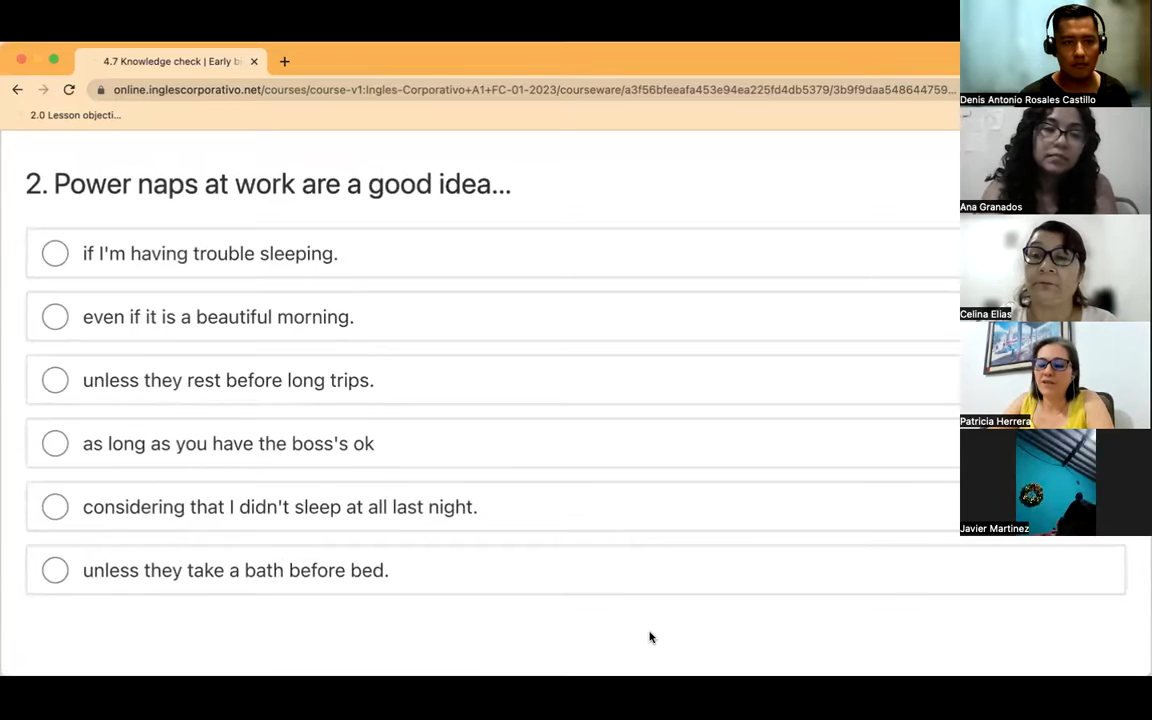 4.7 Knowledge check | Early bi
online.inglescorporativo.net/courses/course-v1:Ingles-Corporativo+A1+FC-01-2023/courseware/a3f56bfeeafa453e94ea225fd4db5379/3b9f9daa548644759...
2.0 Lesson objecti...
2. Power naps at work are a good idea...
if I'm having trouble sleeping.
even if it is a beautiful morning.
unless they rest before long trips.
as long as you have the boss's ok
considering that I didn't sleep at all last night.
unless they take a bath before bed.
Denis Antonio Rosales Castillo
Ana Granados
Celina Elias
Patricia Herrera
Javier Martinez